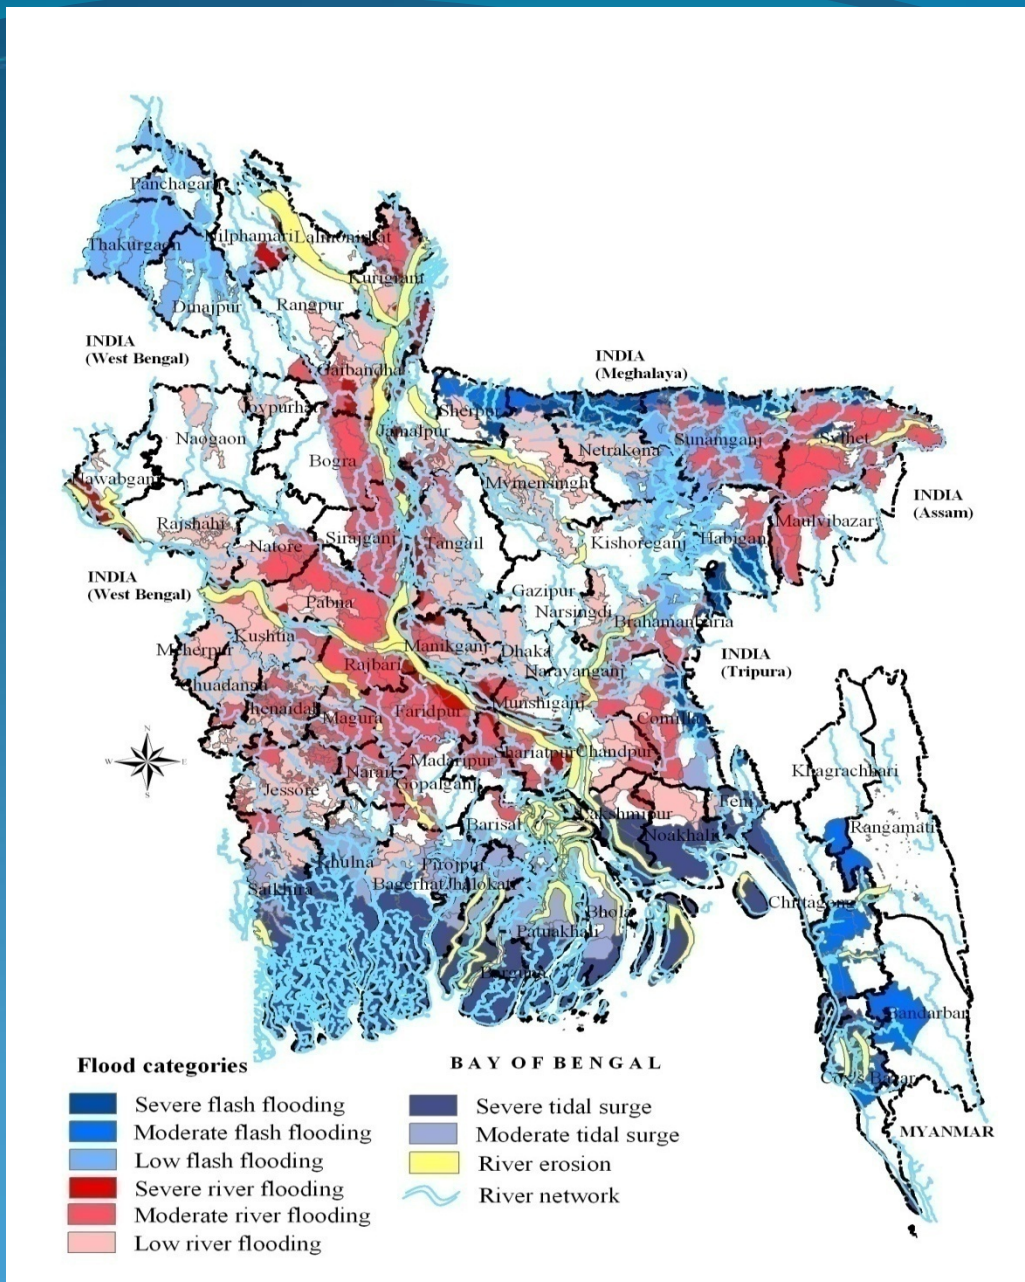 Panchagarh
Thakurgaon
Nilphamari
Lalmonirhat
Kurigram
Dinajpur
Rangpur
INDIA
(West Bengal)
INDIA
(Meghalaya)
Gaibandha
Joypurhat
Sherpur
Naogaon
Jamalpur
Netrakona
Sunamganj
Sylhet
Bogra
Nawabganj
Mymensingh
INDIA
(Assam)
Rajshahi
Maulvibazar
Natore
Sirajganj
Tangail
Kishoreganj
Habiganj
INDIA
(West Bengal)
Gazipur
Pabna
Narsingdi
Brahamanbaria
Kushtia
Meherpur
Manikganj
Dhaka
INDIA
(Tripura)
Rajbari
Narayanganj
Chuadanga
Jhenaidah
Magura
Faridpur
Munshiganj
Comilla
N
W
E
S
Shariatpur
Chandpur
Madaripur
Narail
Gopalganj
Khagrachhari
Jessore
Feni
Barisal
Lakshmipur
Noakhali
Rangamati
Khulna
Pirojpur
Satkhira
Bagerhat
Jhalokati
Chittagong
Bhola
Patuakhali
Barguna
Bandarban
BAY OF BENGAL
Cox's Bazar
MYANMAR
Flood categories
Severe flash flooding
Moderate flash flooding
Low flash flooding
Severe river flooding
Moderate river flooding
Low river flooding
Severe tidal surge
Moderate tidal surge
River erosion
River network